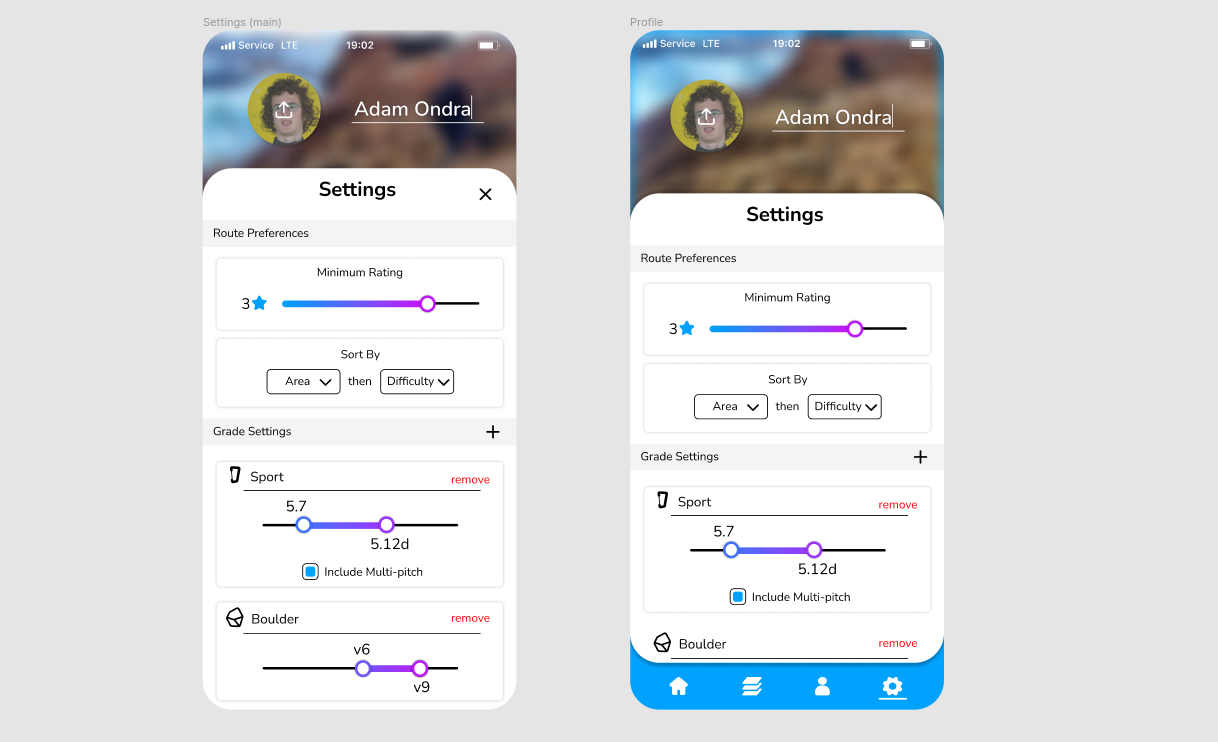 Settings (main)
Service LTE 19:02
Adam Ondra
Settings
Route Preferences
Minimum Rating
3
Sort By
Area then Difficulty
Grade Settings
Sport remove
5.7
5.12d
Include Multi-pitch
Boulder remove
v6
v9
Profile
Service LTE 19:02
Adam Ondra
Settings
Route Preferences
Minimum Rating
3
Sort By
Area then Difficulty
Grade Settings
Sport remove
5.7
5.12d
Include Multi-pitch
Boulder remove